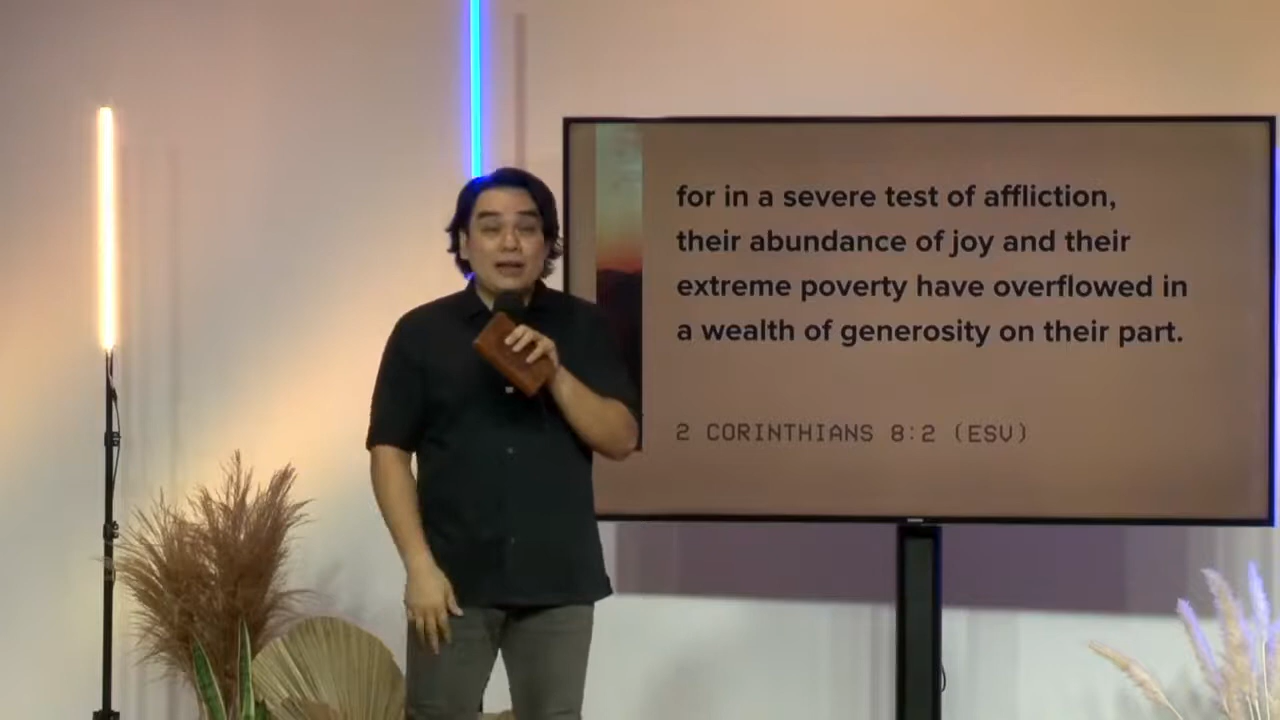 for in a severe test of affliction,
their abundance of joy and their
extreme poverty have overflowed in
a wealth of generosity on their part.
2 CORINTHIANS 8:2 (ESV)